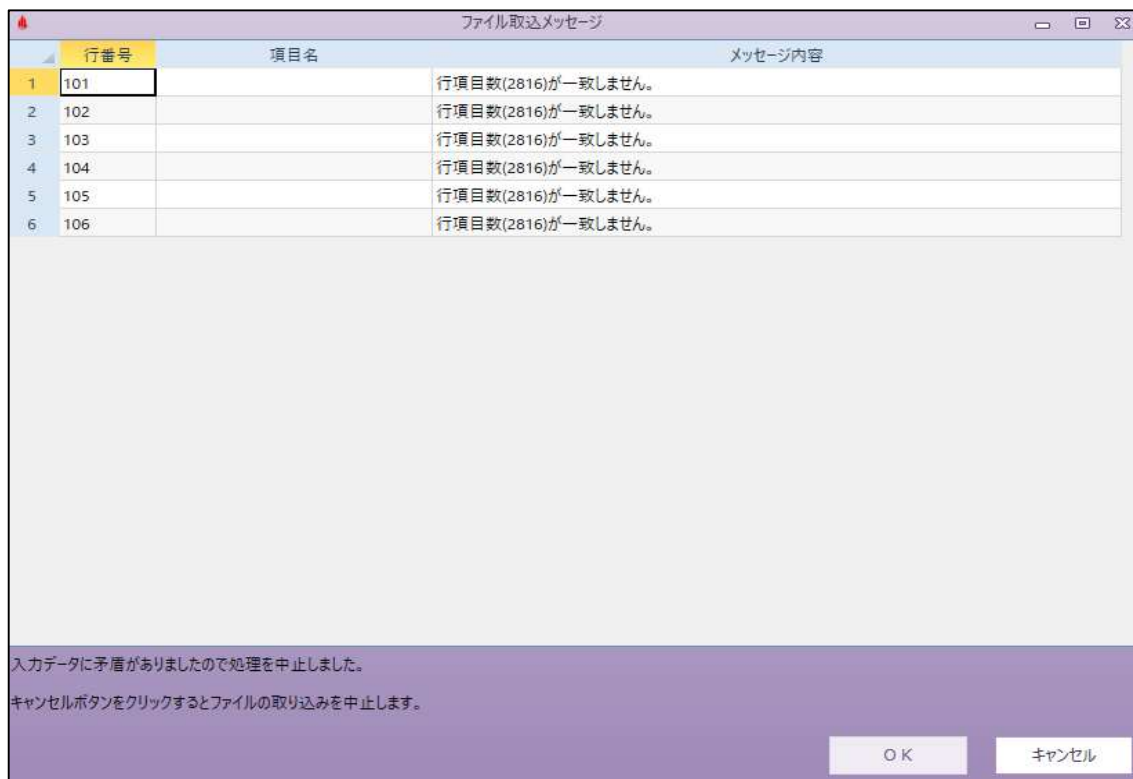 ファイル取込メッセージ
行番号 項目名 メッセージ内容
1 101 行項目数(2816)が一致しません。
2 102 行項目数(2816)が一致しません。
3 103 行項目数(2816)が一致しません。
4 104 行項目数(2816)が一致しません。
5 105 行項目数(2816)が一致しません。
6 106 行項目数(2816)が一致しません。
入力データに矛盾がありましたので処理を中止しました。
キャンセルボタンをクリックするとファイルの取り込みを中止します。
ＯＫ キャンセル